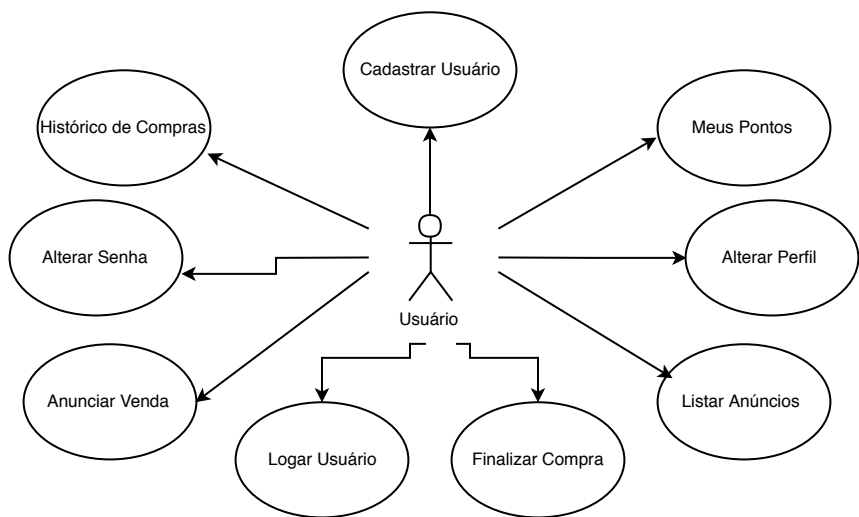 Cadastrar Usuário
Histórico de Compras
Meus Pontos
Alterar Senha
Alterar Perfil
Usuário
Anunciar Venda
Listar Anúncios
Logar Usuário
Finalizar Compra